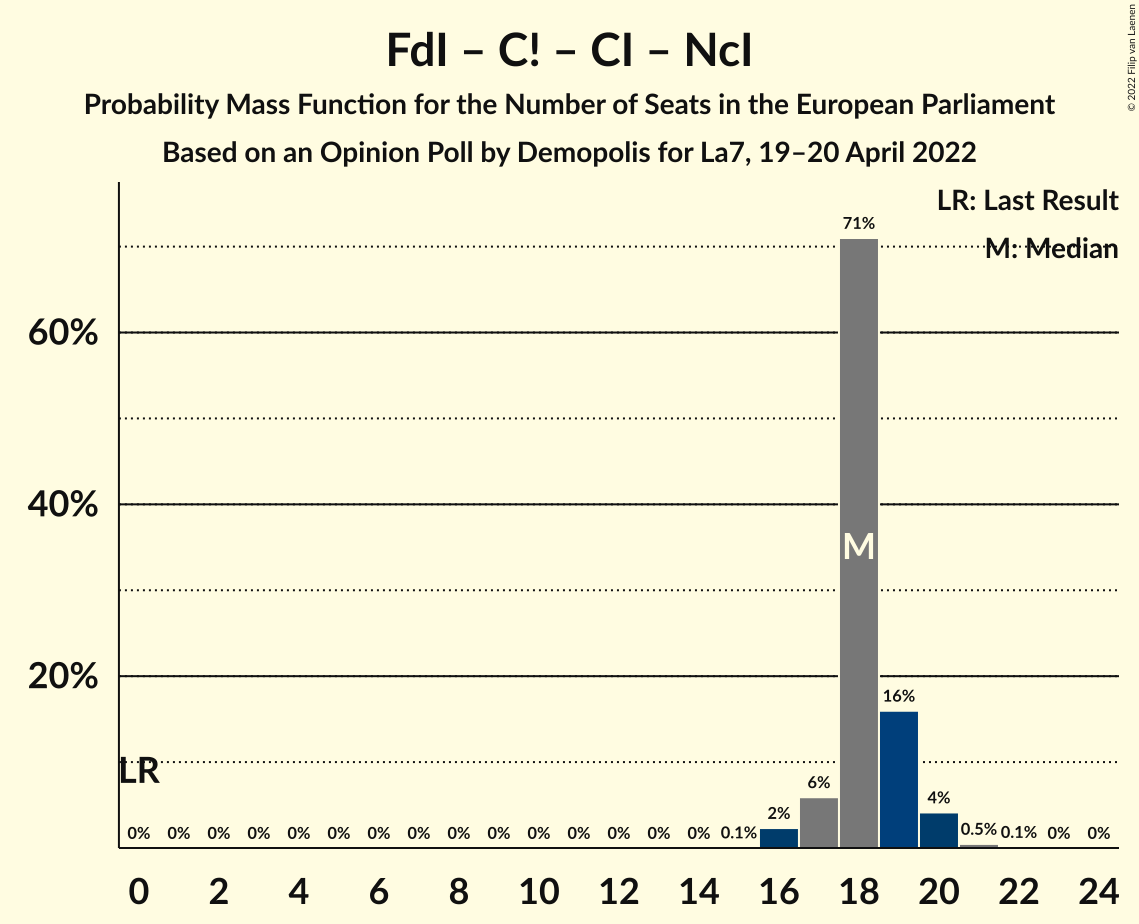 FdI – C! – CI – NcI
Probability Mass Function for the Number of Seats in the European Parliament
Based on an Opinion Poll by Demopolis for La7, 19–20 April 2022
© 2022 Filip van Laenen
LR: Last Result
M: Median
71%
60%
40%
M
20%
16%
LR
6%
4%
2%
0% 0% 0% 0% 0% 0% 0% 0% 0% 0% 0% 0% 0% 0% 0% 0.1% 0.5% 0.1% 0% 0%
0 2 4 6 8 10 12 14 16 18 20 22 24